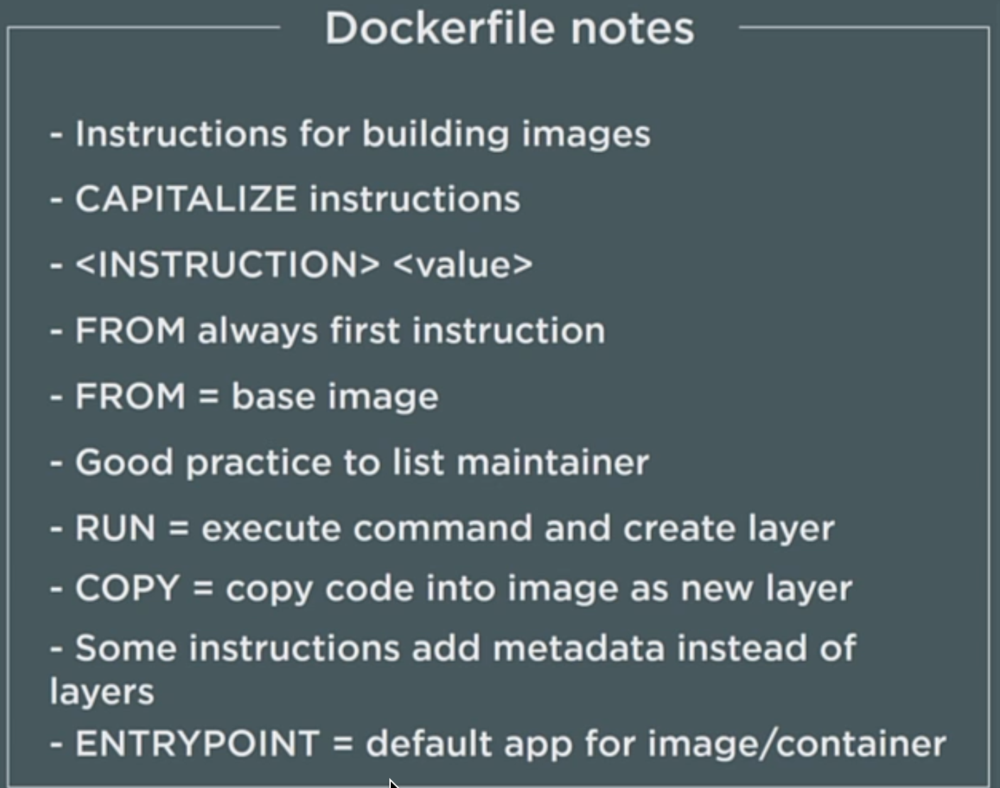 Dockerfile notes
- Instructions for building images
- CAPITALIZE instructions
- <INSTRUCTION> <value>
- FROM always first instruction
- FROM = base image
- Good practice to list maintainer
- RUN = execute command and create layer
- COPY = copy code into image as new layer
- Some instructions add metadata instead of
layers
- ENTRYPOINT = default app for image/container